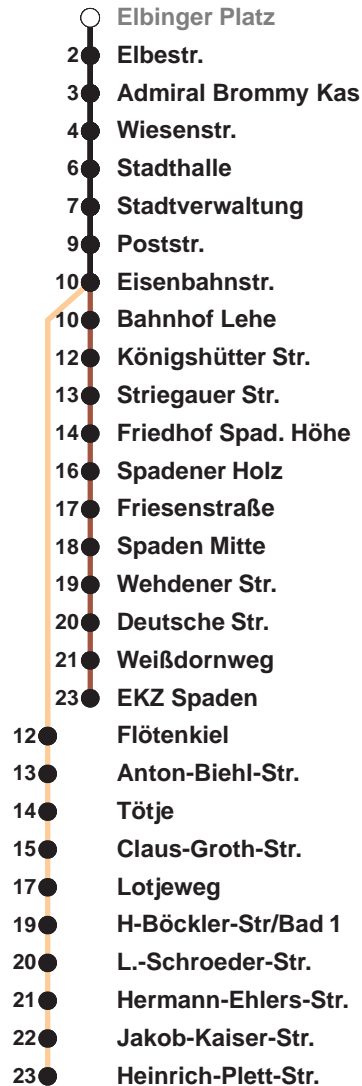 Elbinger Platz
2 Elbestr.
3 Admiral Brommy Kas
4 Wiesenstr.
6 Stadthalle
7 Stadtverwaltung
9 Poststr.
10 Eisenbahnstr.
10 Bahnhof Lehe
12 Königshütter Str.
13 Striegauer Str.
14 Friedhof Spad. Höhe
16 Spadener Holz
17 Friesenstraße
18 Spaden Mitte
19 Wehdener Str.
20 Deutsche Str.
21 Weißdornweg
23 EKZ Spaden
12 Flötenkiel
13 Anton-Biehl-Str.
14 Tötje
15 Claus-Groth-Str.
17 Lotjeweg
19 H-Böckler-Str/Bad 1
20 L.-Schroeder-Str.
21 Hermann-Ehlers-Str.
22 Jakob-Kaiser-Str.
23 Heinrich-Plett-Str.